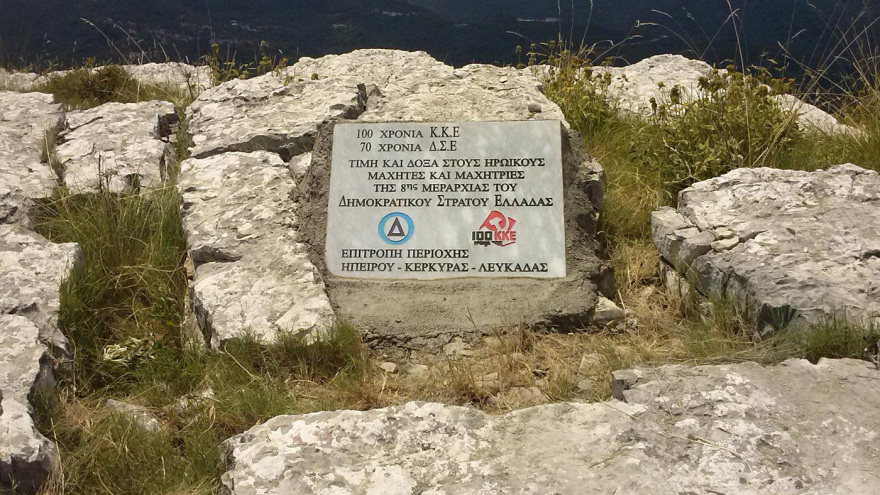 100 ΧΡΟΝΙΑ Κ.Κ.Ε
70 ΧΡΟΝΙΑ Δ.Σ.Ε
ΤΙΜΗ ΚΑΙ ΔΟΞΑ ΣΤΟΥΣ ΗΡΩΙΚΟΥΣ
ΜΑΧΗΤΕΣ ΚΑΙ ΜΑΧΗΤΡΙΕΣ
ΤΗΣ 8ης ΜΕΡΑΡΧΙΑΣ ΤΟΥ
ΔΗΜΟΚΡΑΤΙΚΟΥ ΣΤΡΑΤΟΥ ΕΛΛΑΔΑΣ
Δ
100 ΚΚΕ
ΧΡΟΝΙΑ
ΕΠΙΤΡΟΠΗ ΠΕΡΙΟΧΗΣ
ΗΠΕΙΡΟΥ - ΚΕΡΚΥΡΑΣ - ΛΕΥΚΑΔΑΣ